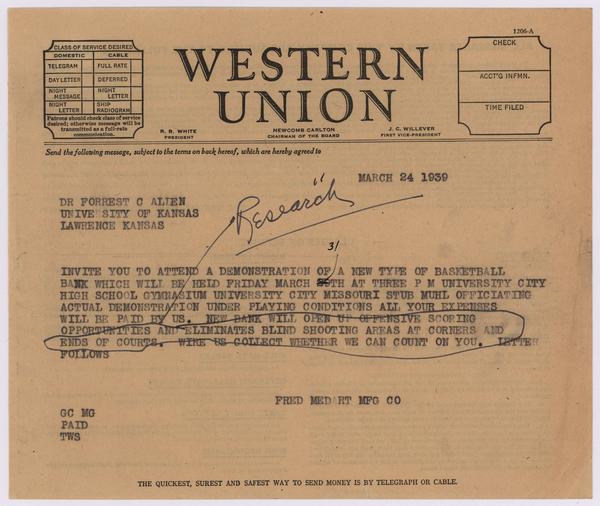 1206-A
CLASS OF SERVICE DESIRED
DOMESTIC CABLE
TELEGRAM FULL RATE
DAY LETTER DEFERRED
NIGHT MESSAGE NIGHT LETTER
NIGHT LETTER SHIP RADIOGRAM
Patrons should check class of service
desired; otherwise message will be
transmitted as a full-rate
communication.
WESTERN
UNION
R. B. WHITE
PRESIDENT
NEWCOMB CARLTON
CHAIRMAN OF THE BOARD
J. C. WILLEVER
FIRST VICE-PRESIDENT
CHECK
ACCT'G INFMN.
TIME FILED
Send the following message, subject to the terms on back hereof, which are hereby agreed to
MARCH 24 1939
DR FORREST C ALLEN
UNIVERSITY OF KANSAS
LAWRENCE KANSAS
Research
31
INVITE YOU TO ATTEND A DEMONSTRATION OF A NEW TYPE OF BASKETBALL
BANK WHICH WILL BE HELD FRIDAY MARCH TH AT THREE P M UNIVERSITY CITY
HIGH SCHOOL GYMNASIUM UNIVERSITY CITY MISSOURI STUB MUHL OFFICIATING
ACTUAL DEMONSTRATION UNDER PLAYING CONDITIONS ALL YOUR EXPENSES
WILL BE PAID BY US. NEW BANK WILL OPEN UP OFFENSIVE SCORING
OPPORTUNITIES AND ELIMINATES BLIND SHOOTING AREAS AT CORNERS AND
ENDS OF COURTS. WIRE US COLLECT WHETHER WE CAN COUNT ON YOU. LETTER
FOLLOWS
FRED MEDART MFG CO
GC MG
PAID
TWS
THE QUICKEST, SUREST AND SAFEST WAY TO SEND MONEY IS BY TELEGRAPH OR CABLE.